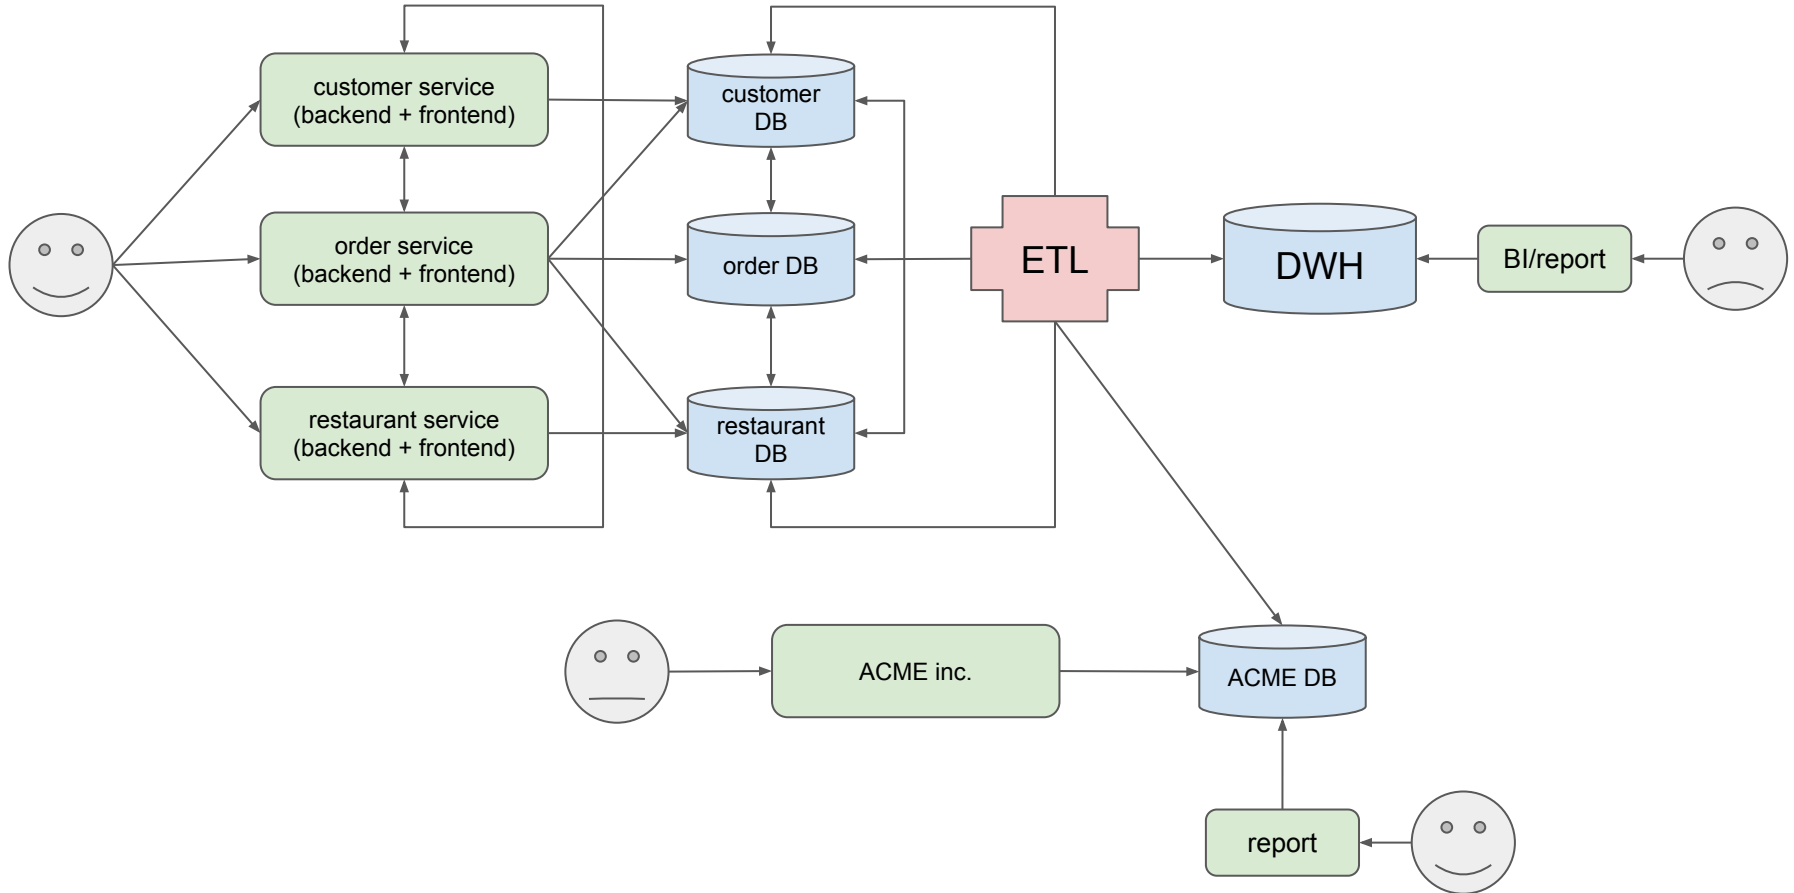 customer service
(backend + frontend)
customer
DB
order service
(backend + frontend)
order DB
ETL
DWH
BI/report
restaurant service
(backend + frontend)
restaurant
DB
ACME inc.
ACME DB
report